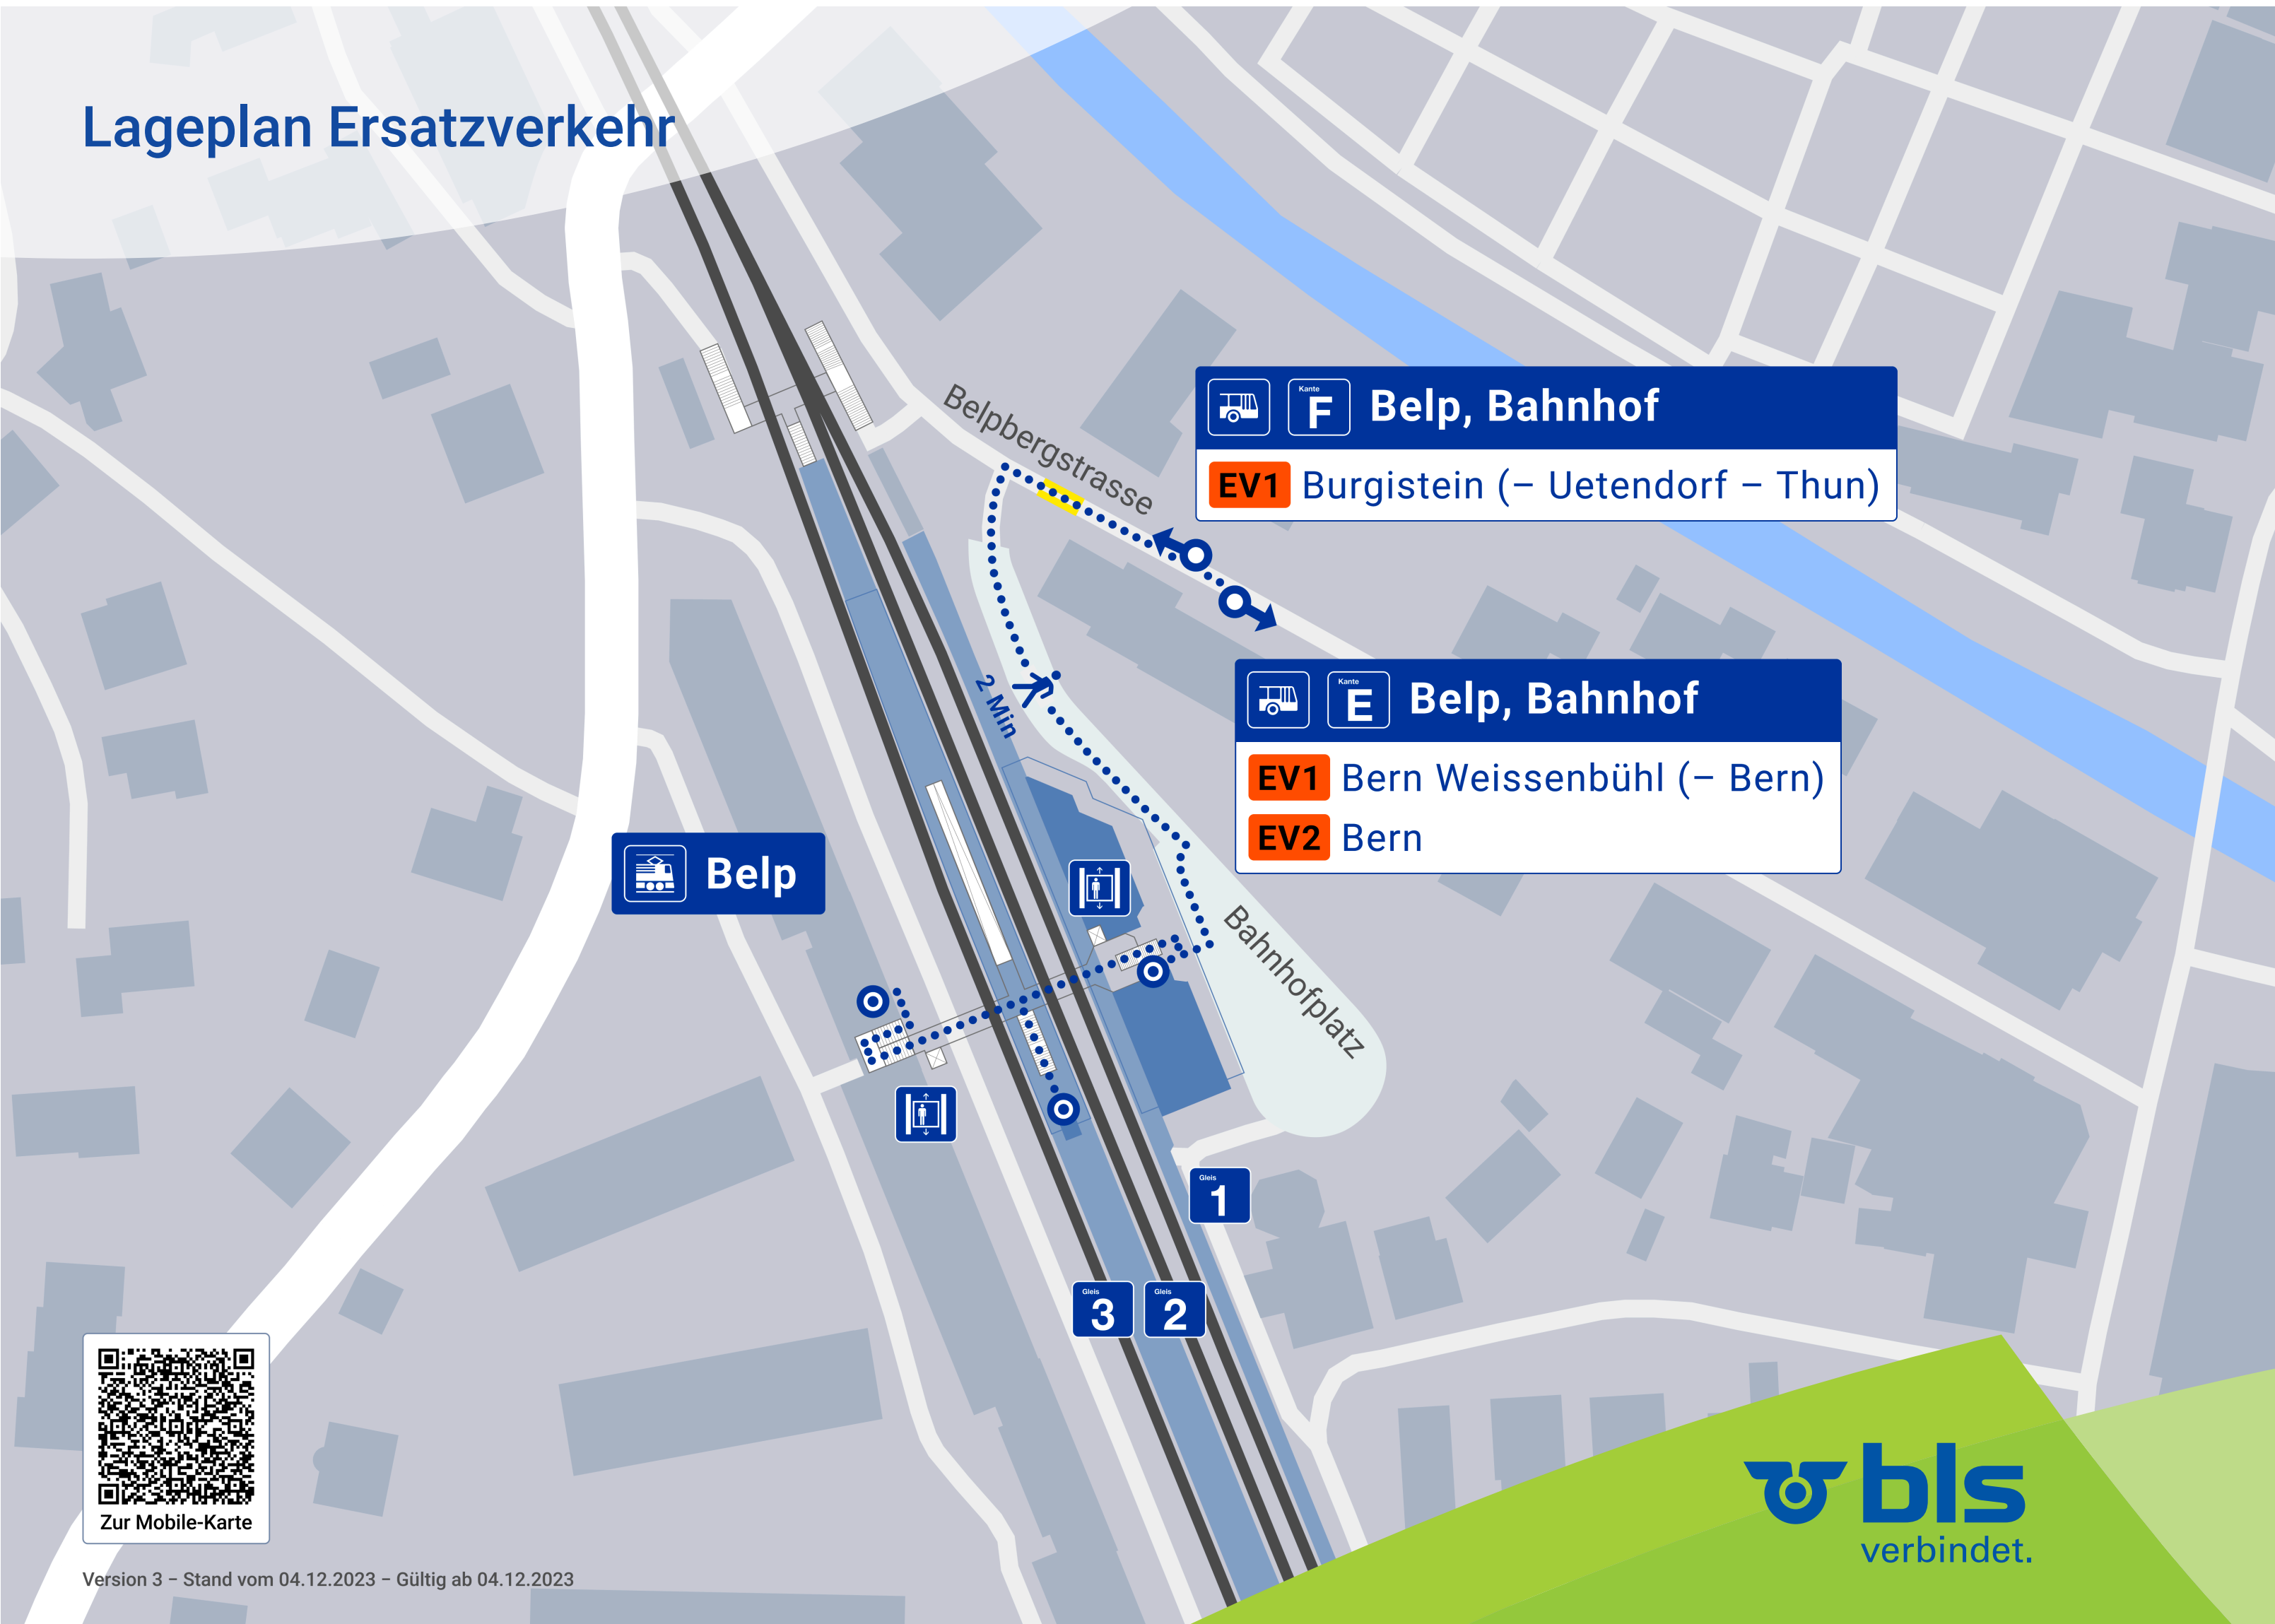 Lageplan Ersatzverkehr
Belpbergstrasse
Kante
F
Belp, Bahnhof
EV1 Burgistein (– Uetendorf – Thun)
2 Min
Kante
E
Belp, Bahnhof
EV1 Bern Weissenbühl (– Bern)
EV2 Bern
Belp
Bahnhofplatz
Gleis
1
Gleis
3
Gleis
2
Zur Mobile-Karte
bls
verbindet.
Version 3 – Stand vom 04.12.2023 – Gültig ab 04.12.2023